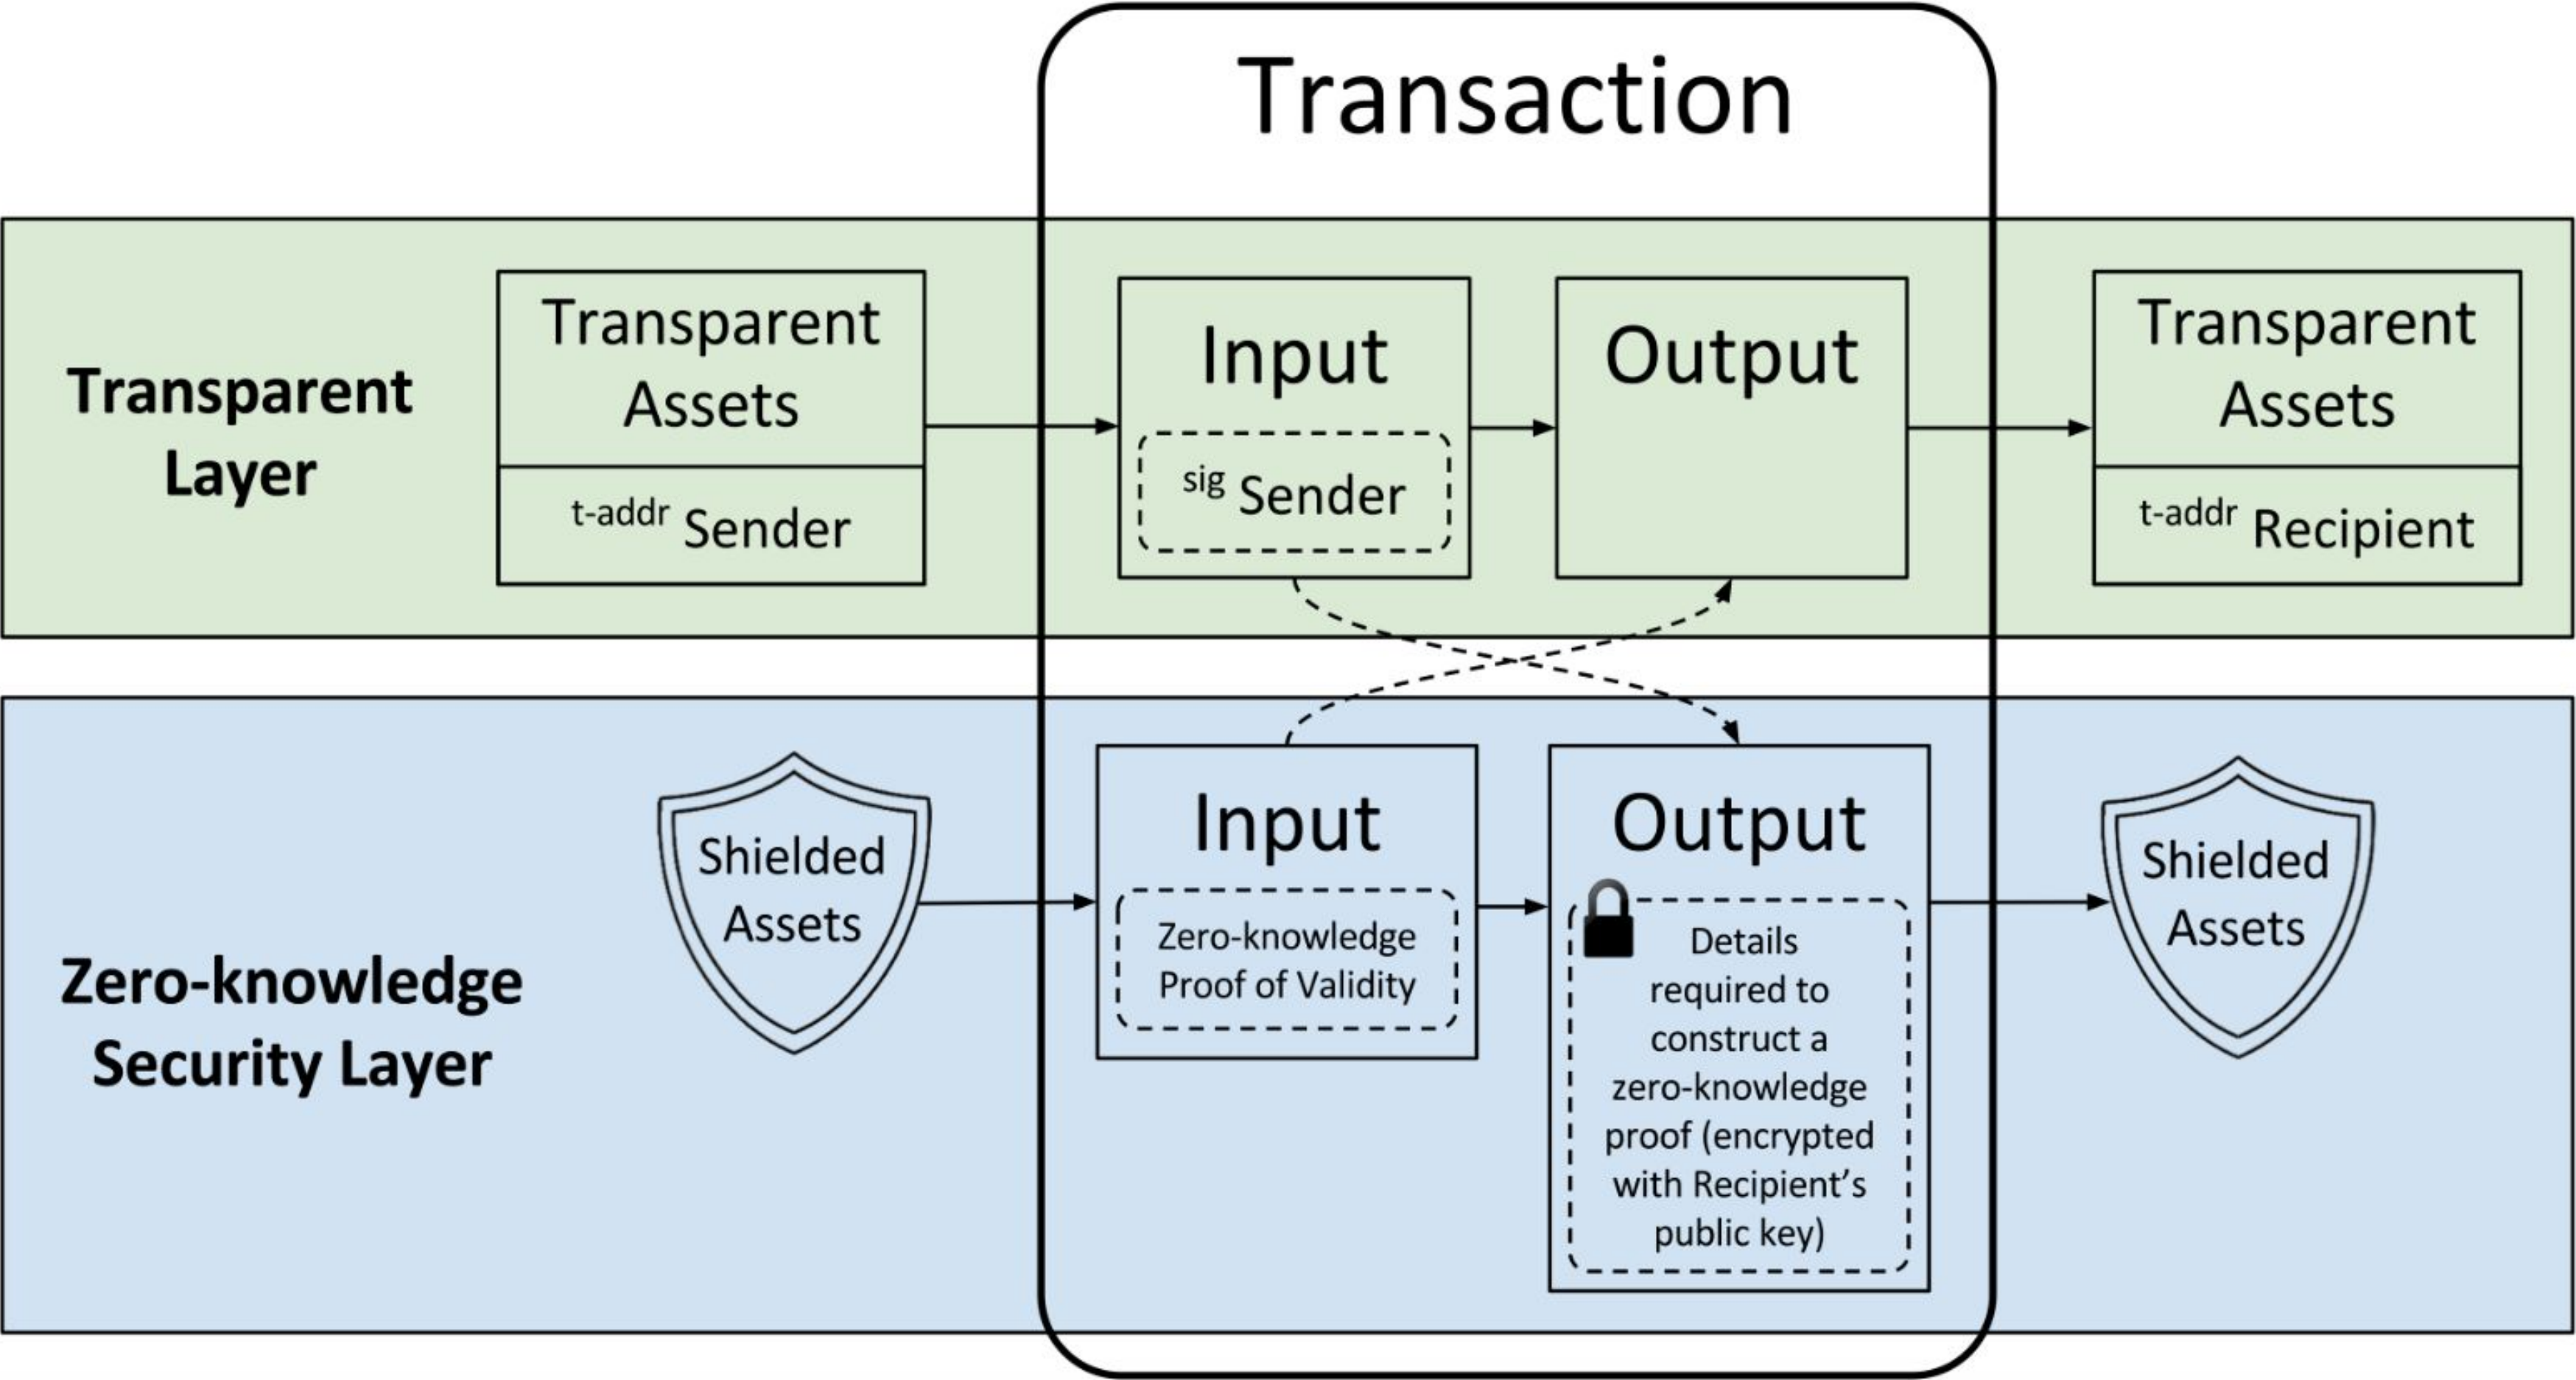 Transaction
Transparent
Layer
Transparent
Assets
t-addr Sender
Input
sig Sender
Output
Transparent
Assets
t-addr Recipient
Zero-knowledge
Security Layer
Shielded
Assets
Input
Zero-knowledge
Proof of Validity
Output
Details
required to
construct a
zero-knowledge
proof (encrypted
with Recipient’s
public key)
Shielded
Assets